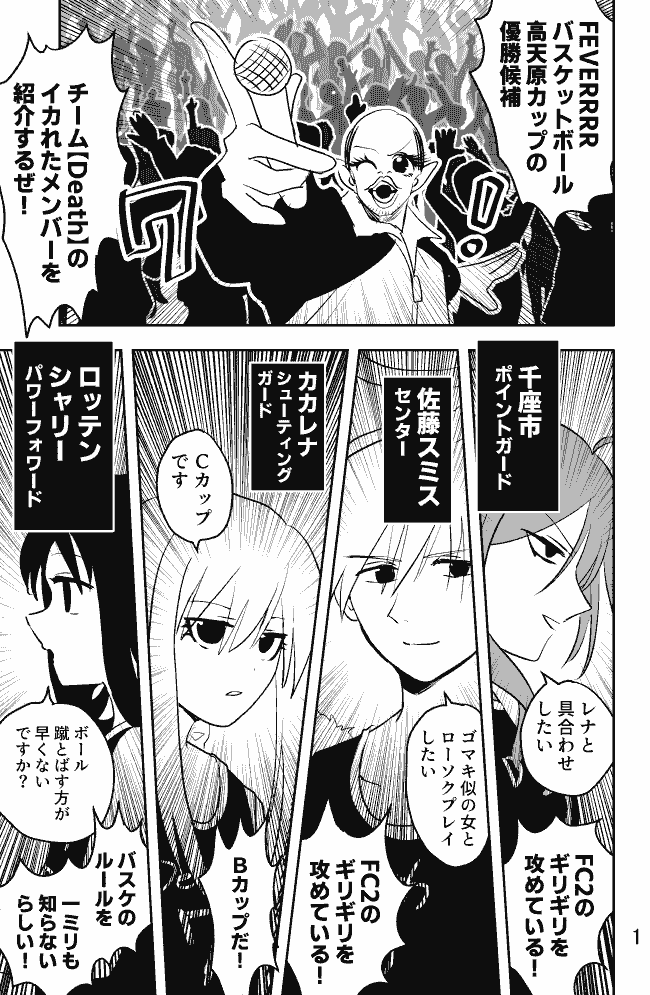 FEVERRRR
バスケットボール
高天原カップの
優勝候補
チーム【Death】の
イカれたメンバーを
紹介するぜ！
ワ
！
千座市
ポイントガード
レナと
具合わせ
したい
FC2の
ギリギリを
攻めている！
佐藤スミス
センター
ゴマキ似の女と
ローソクプレイ
したい
FC2の
ギリギリを
攻めている！
カカレナ
シューティング
ガード
Cカップ
です
Bカップだ！
ロッテン
シャリー
パワーフォワード
ボール
蹴とばす方が
早くない
ですか？
バスケの
ルールを
一ミリも
知らない
らしい！
1